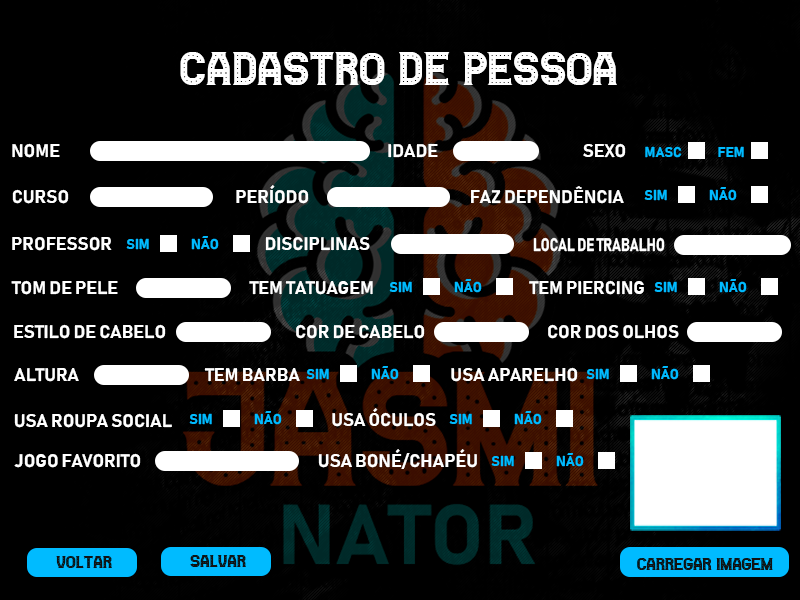 CADASTRO DE PESSOA
NOME IDADE SEXO MASC FEM
CURSO PERÍODO FAZ DEPENDÊNCIA SIM NÃO
PROFESSOR SIM NÃO DISCIPLINAS LOCAL DE TRABALHO
TOM DE PELE TEM TATUAGEM SIM NÃO TEM PIERCING SIM NÃO
ESTILO DE CABELO COR DE CABELO COR DOS OLHOS
ALTURA TEM BARBA SIM NÃO USA APARELHO SIM NÃO
USA ROUPA SOCIAL SIM NÃO USA ÓCULOS SIM NÃO
JOGO FAVORITO USA BONÉ/CHAPÉU SIM NÃO
JASMI
NATOR
VOLTAR SALVAR CARREGAR IMAGEM